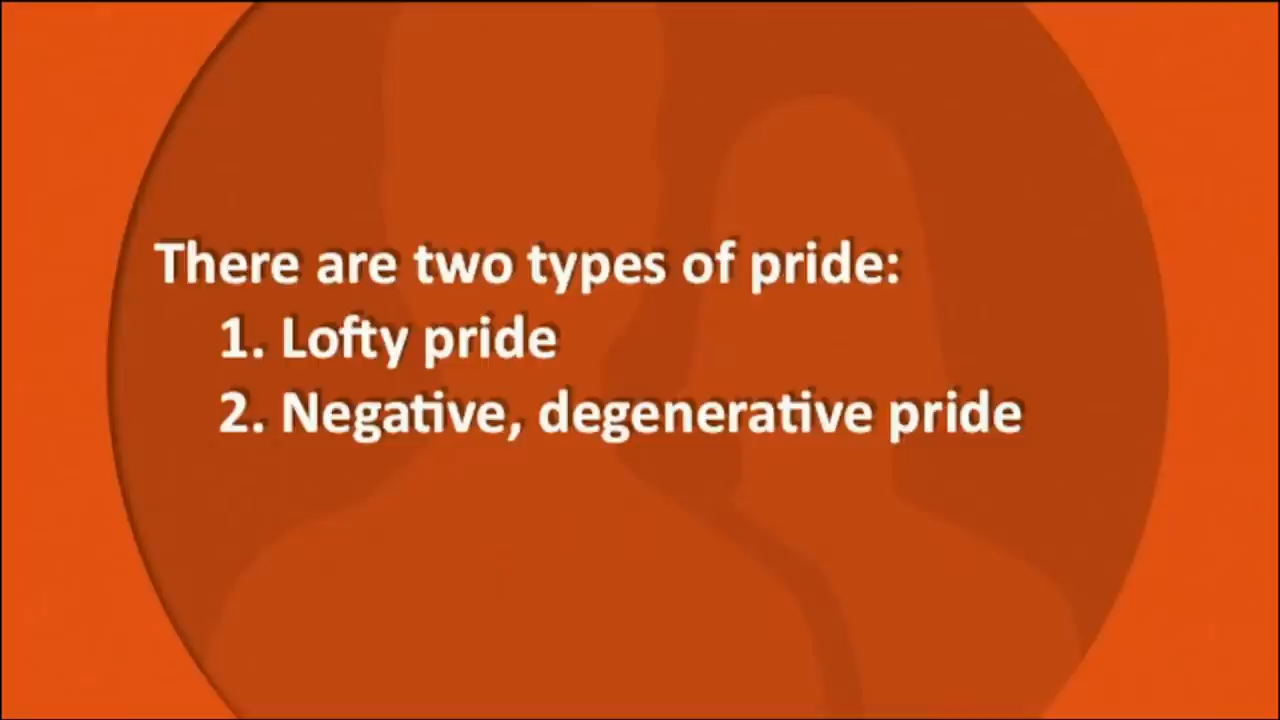 There are two types of pride:
1. Lofty pride
2. Negative, degenerative pride